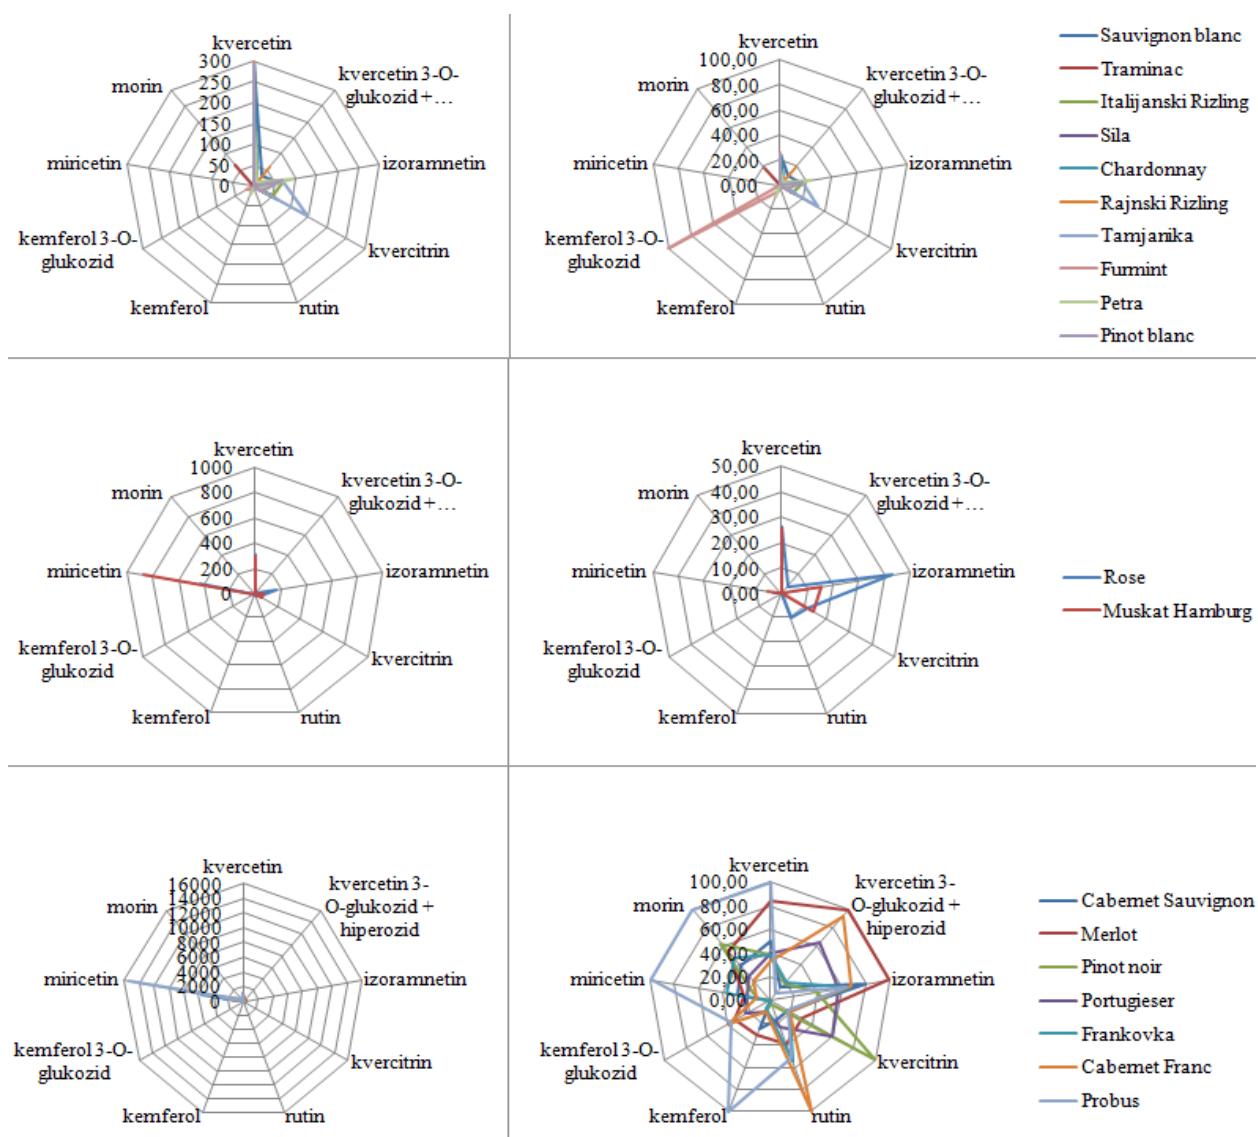 kvercetin
300
250
200
150
100
50
0
kvercetin 3-O-
glukozid +…
izoramnetin
kvercitrin
rutin
kemferol
kemferol 3-O-
glukozid
miricetin
morin
kvercetin
100,00
80,00
60,00
40,00
20,00
0,00
kvercetin 3-O-
glukozid +…
izoramnetin
kvercitrin
rutin
kemferol
kemferol 3-O-
glukozid
miricetin
morin
Sauvignon blanc
Traminac
Italijanski Rizling
Sila
Chardonnay
Rajnski Rizling
Tamjanika
Furmint
Petra
Pinot blanc
kvercetin
1000
800
600
400
200
0
kvercetin 3-O-
glukozid +…
izoramnetin
kvercitrin
rutin
kemferol
kemferol 3-O-
glukozid
miricetin
morin
kvercetin
50,00
40,00
30,00
20,00
10,00
0,00
kvercetin 3-O-
glukozid +…
izoramnetin
kvercitrin
rutin
kemferol
kemferol 3-O-
glukozid
miricetin
morin
Rose
Muskat Hamburg
kvercetin
16000
14000
12000
10000
8000
6000
4000
2000
0
kvercetin 3-
O-glukozid +
hiperozid
izoramnetin
kvercitrin
rutin
kemferol
kemferol 3-O-
glukozid
miricetin
morin
kvercetin
100,00
80,00
60,00
40,00
20,00
0,00
kvercetin 3-
O-glukozid +
hiperozid
izoramnetin
kvercitrin
rutin
kemferol
kemferol 3-O-
glukozid
miricetin
morin
Cabernet Sauvignon
Merlot
Pinot noir
Portugieser
Frankovka
Cabernet Franc
Probus